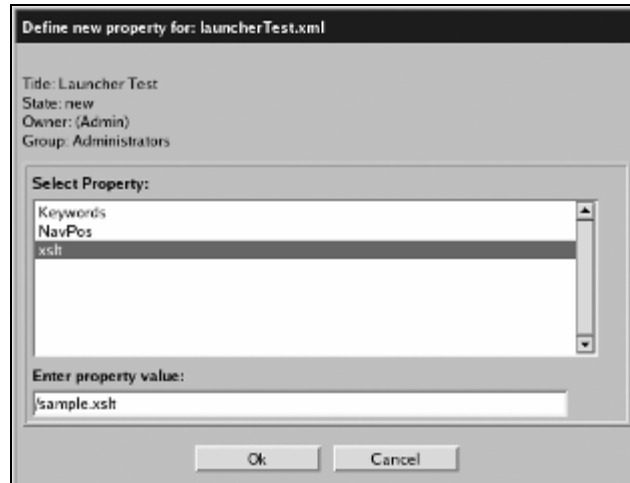 Define new property for: launcherTest.xml
Title: Launcher Test
State: new
Owner: (Admin)
Group: Administrators
Select Property:
Keywords
NavPos
xslt
Enter property value:
/sample.xslt
Ok
Cancel